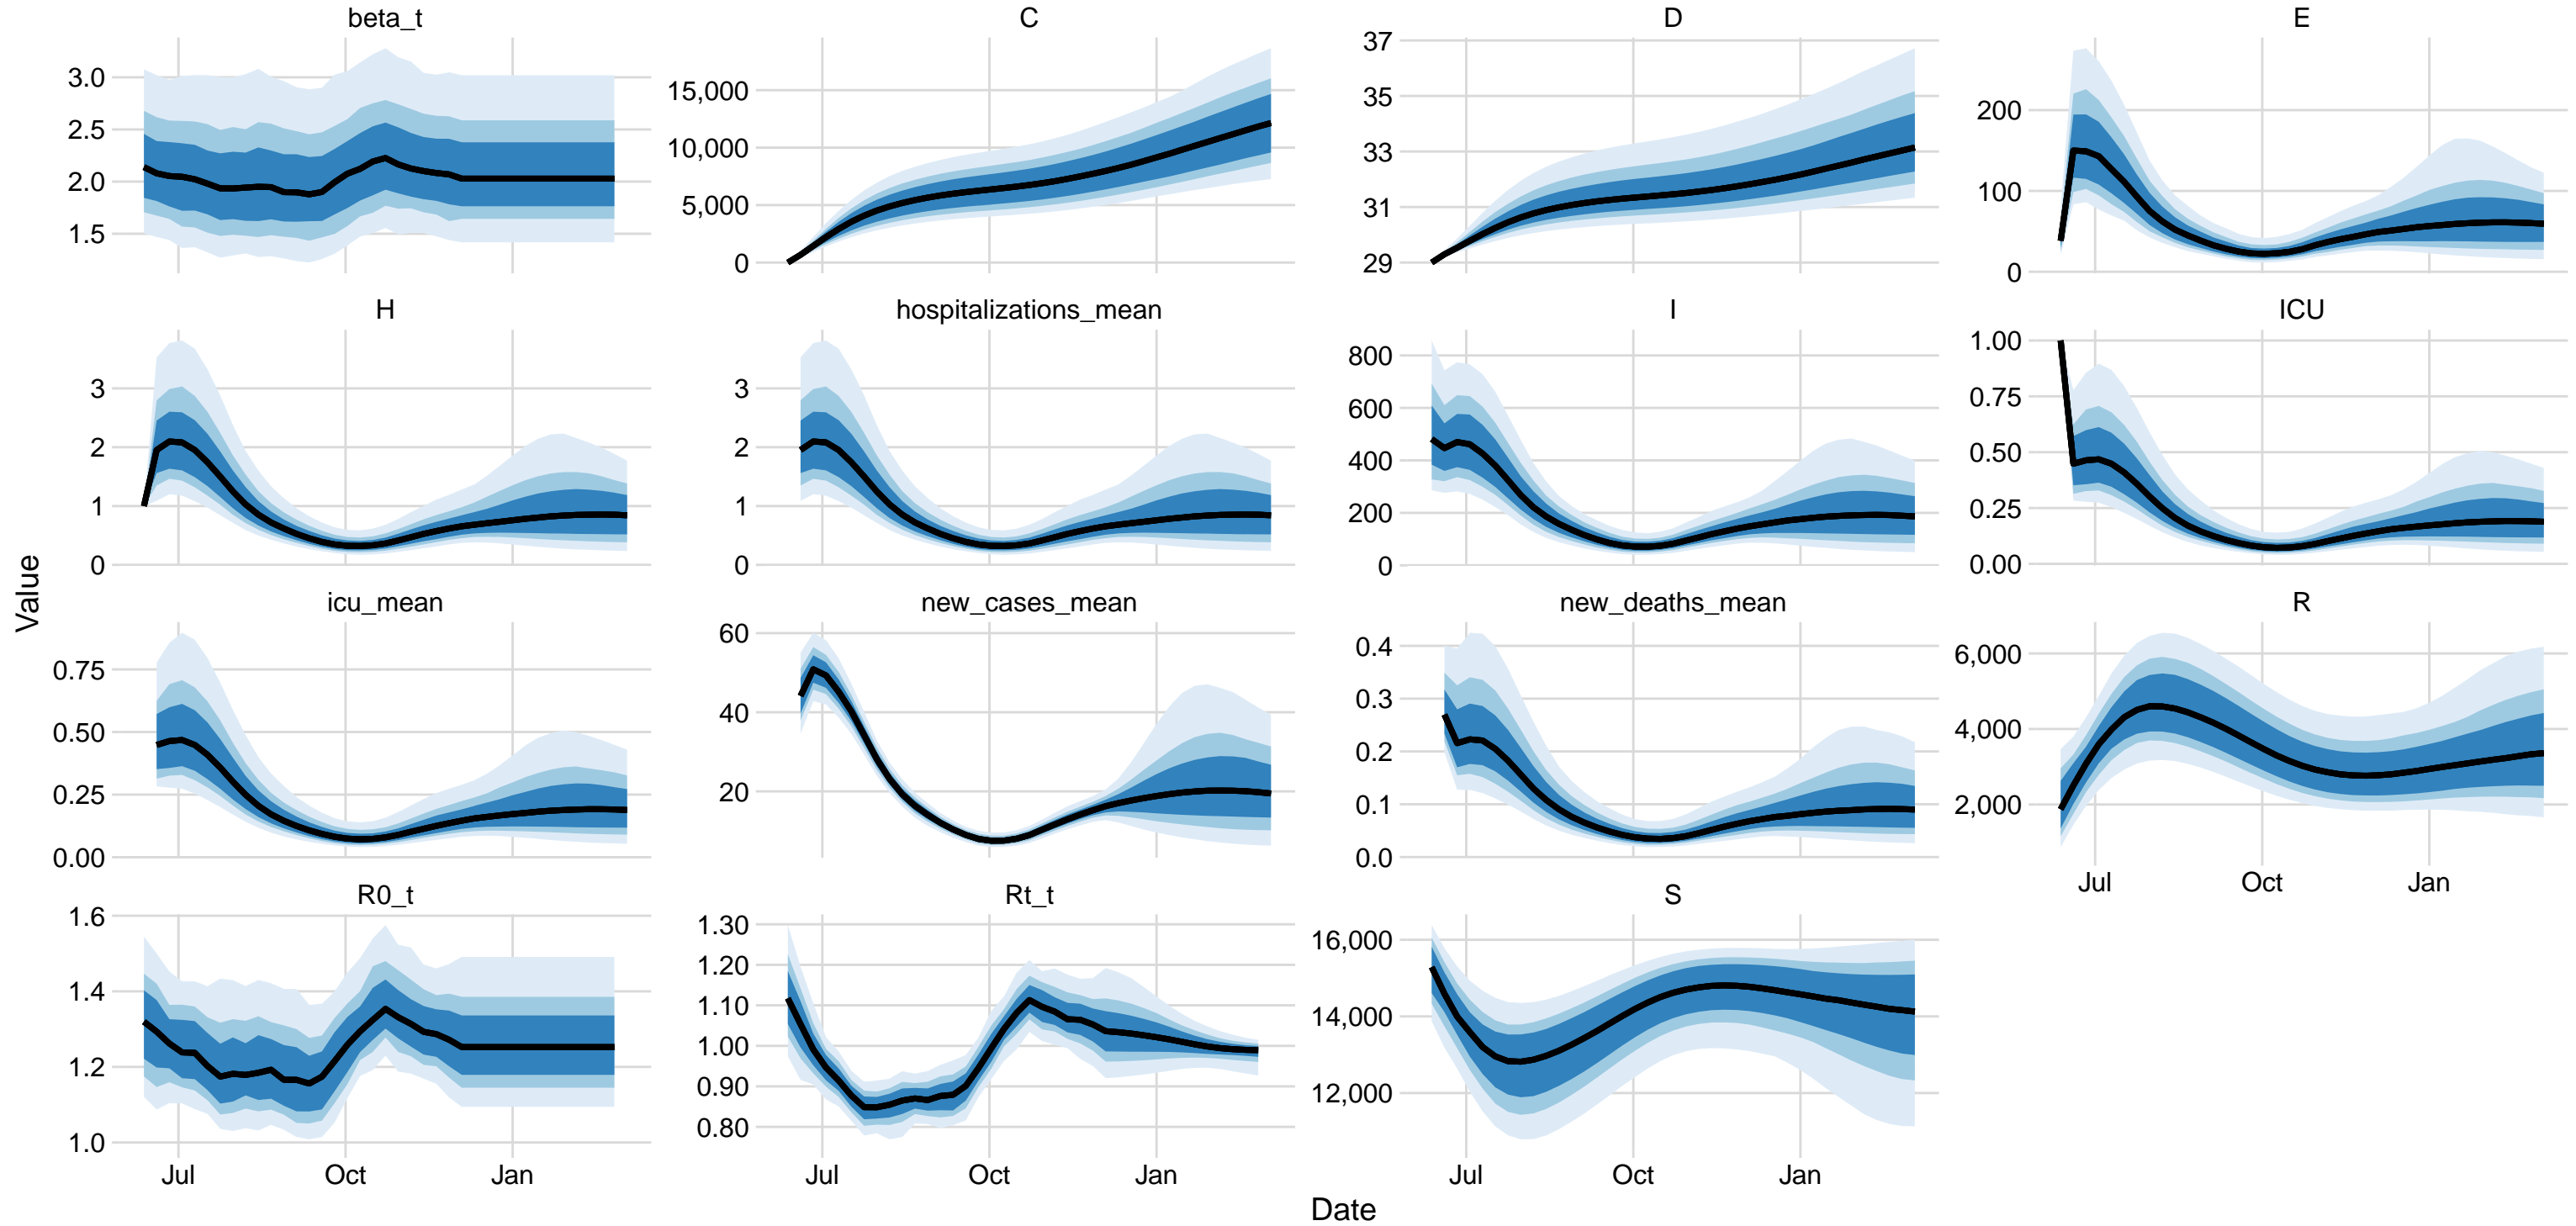 beta_t
C
D
E
3.0
2.5
2.0
1.5
15,000
10,000
5,000
0
37
35
33
31
29
200
100
0
H
hospitalizations_mean
I
ICU
3
2
1
0
3
2
1
0
800
600
400
200
0
1.00
0.75
0.50
0.25
0.00
icu_mean
new_cases_mean
new_deaths_mean
R
0.75
0.50
0.25
0.00
60
40
20
0.4
0.3
0.2
0.1
0.0
6,000
4,000
2,000
Jul Oct Jan
R0_t
Rt_t
S
1.6
1.4
1.2
1.0
1.30
1.20
1.10
1.00
0.90
0.80
16,000
14,000
12,000
Jul Oct Jan
Jul Oct Jan
Jul Oct Jan
Value
Date